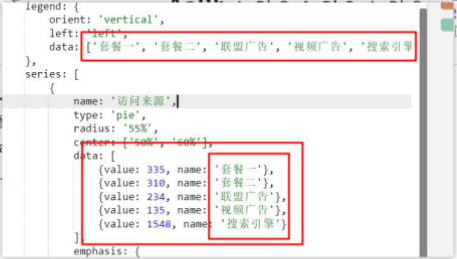 legend: {
orient: 'vertical',
left: 'left',
data: ['套餐一', '套餐二', '联盟广告', '视频广告', '搜索引擎
},
series: [
{
name: '访问来源',
type: 'pie',
radius: '55%',
center: ['50%', '60%'],
data: [
{value: 335, name: '套餐一'},
{value: 310, name: '套餐二'},
{value: 234, name: '联盟广告'},
{value: 135, name: '视频广告'},
{value: 1548, name: '搜索引擎'}
],
emphasis: {